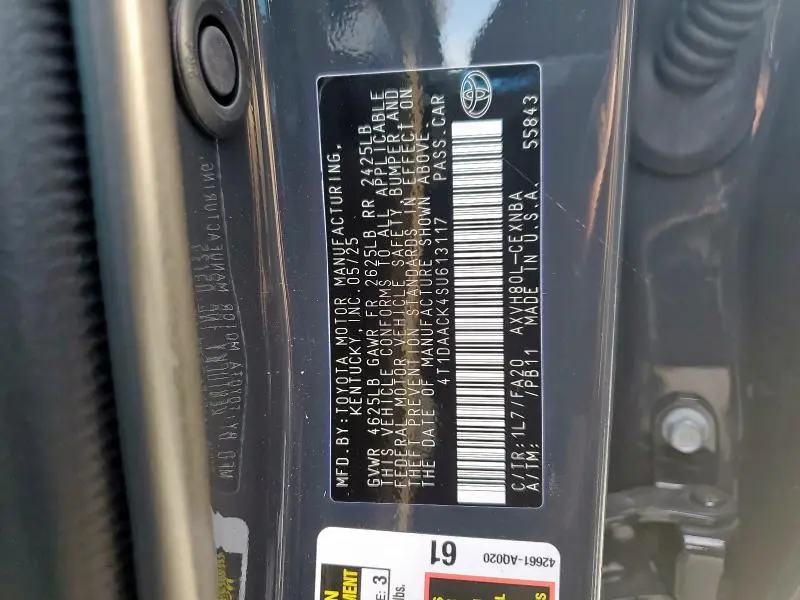 MFD. BY: TOYOTA MOTOR MANUFACTURING,
KENTUCKY, INC. 05/25
GVWR 4625LB GAWR FR 2625LB RR 2425LB
THIS VEHICLE CONFORMS TO ALL APPLICABLE
FEDERAL MOTOR VEHICLE SAFETY, BUMPER AND
THEFT PREVENTION STANDARDS IN EFFECT ON
THE DATE OF MANUFACTURE SHOWN ABOVE.
4T1DAACK4SU613117 PASS. CAR
C/TR: 1L7 /FA20 AXVH80L-CEXNBA
A/TM: /PB11 MADE IN U.S.A. 55843
61
42661-AQ020
E: 3
lbs.